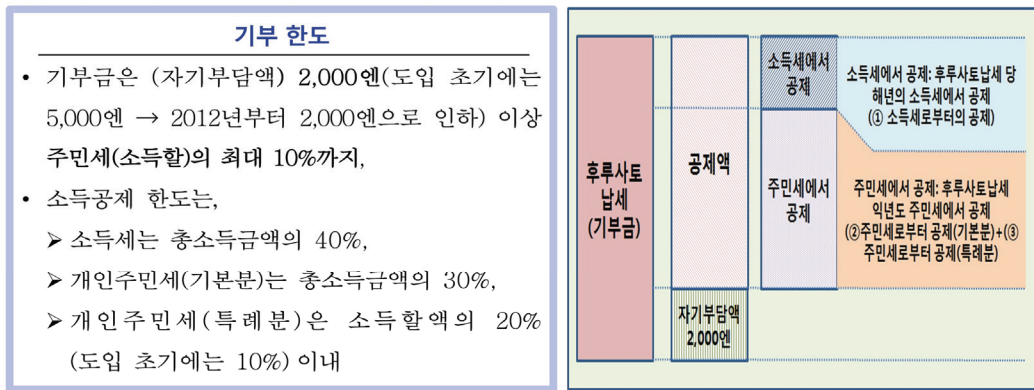 기부 한도
• 기부금은 (자기부담액) 2,000엔(도입 초기에는
5,000엔 → 2012년부터 2,000엔으로 인하) 이상
주민세(소득할)의 최대 10%까지,
• 소득공제 한도는,
➤ 소득세는 총소득금액의 40%,
➤ 개인주민세(기본분)는 총소득금액의 30%,
➤ 개인주민세(특례분)은 소득할액의 20%
(도입 초기에는 10%) 이내
후루사토
납세
(기부금)
공제액
자기부담액
2,000엔
소득세에서
공제
주민세에서
공제
소득세에서 공제: 후루사토납세 당
해년의 소득세에서 공제
(① 소득세로부터의 공제)
주민세에서 공제: 후루사토납세
익년도 주민세에서 공제
(②주민세로부터 공제(기본분)+(③
주민세로부터 공제(특례분)